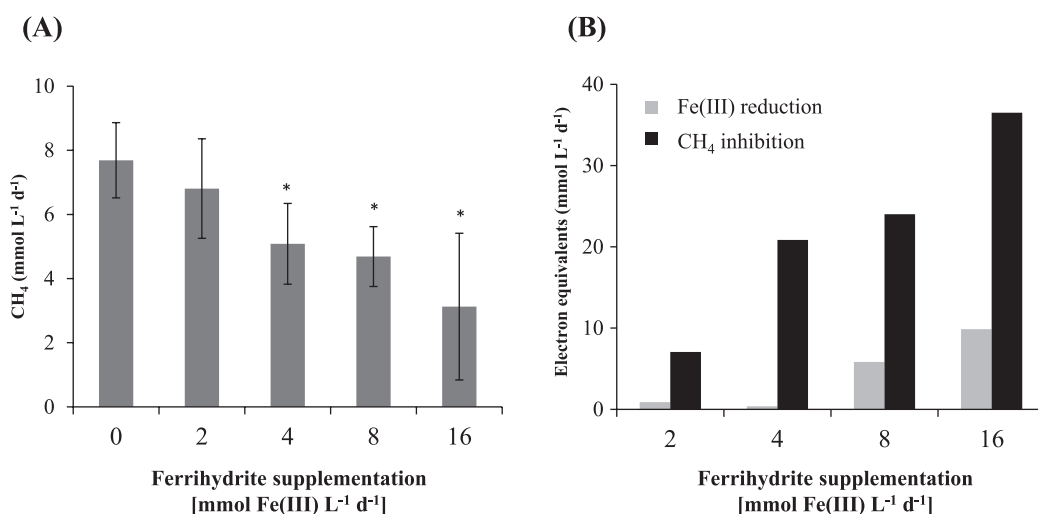 (A)
CH₄ (mmol L⁻¹ d⁻¹)
10
8
6
4
2
0
*
*
*
0 2 4 8 16
Ferrihydrite supplementation
[mmol Fe(III) L⁻¹ d⁻¹]
(B)
Electron equivalents (mmol L⁻¹ d⁻¹)
40
30
20
10
0
Fe(III) reduction
CH₄ inhibition
2 4 8 16
Ferrihydrite supplementation
[mmol Fe(III) L⁻¹ d⁻¹]